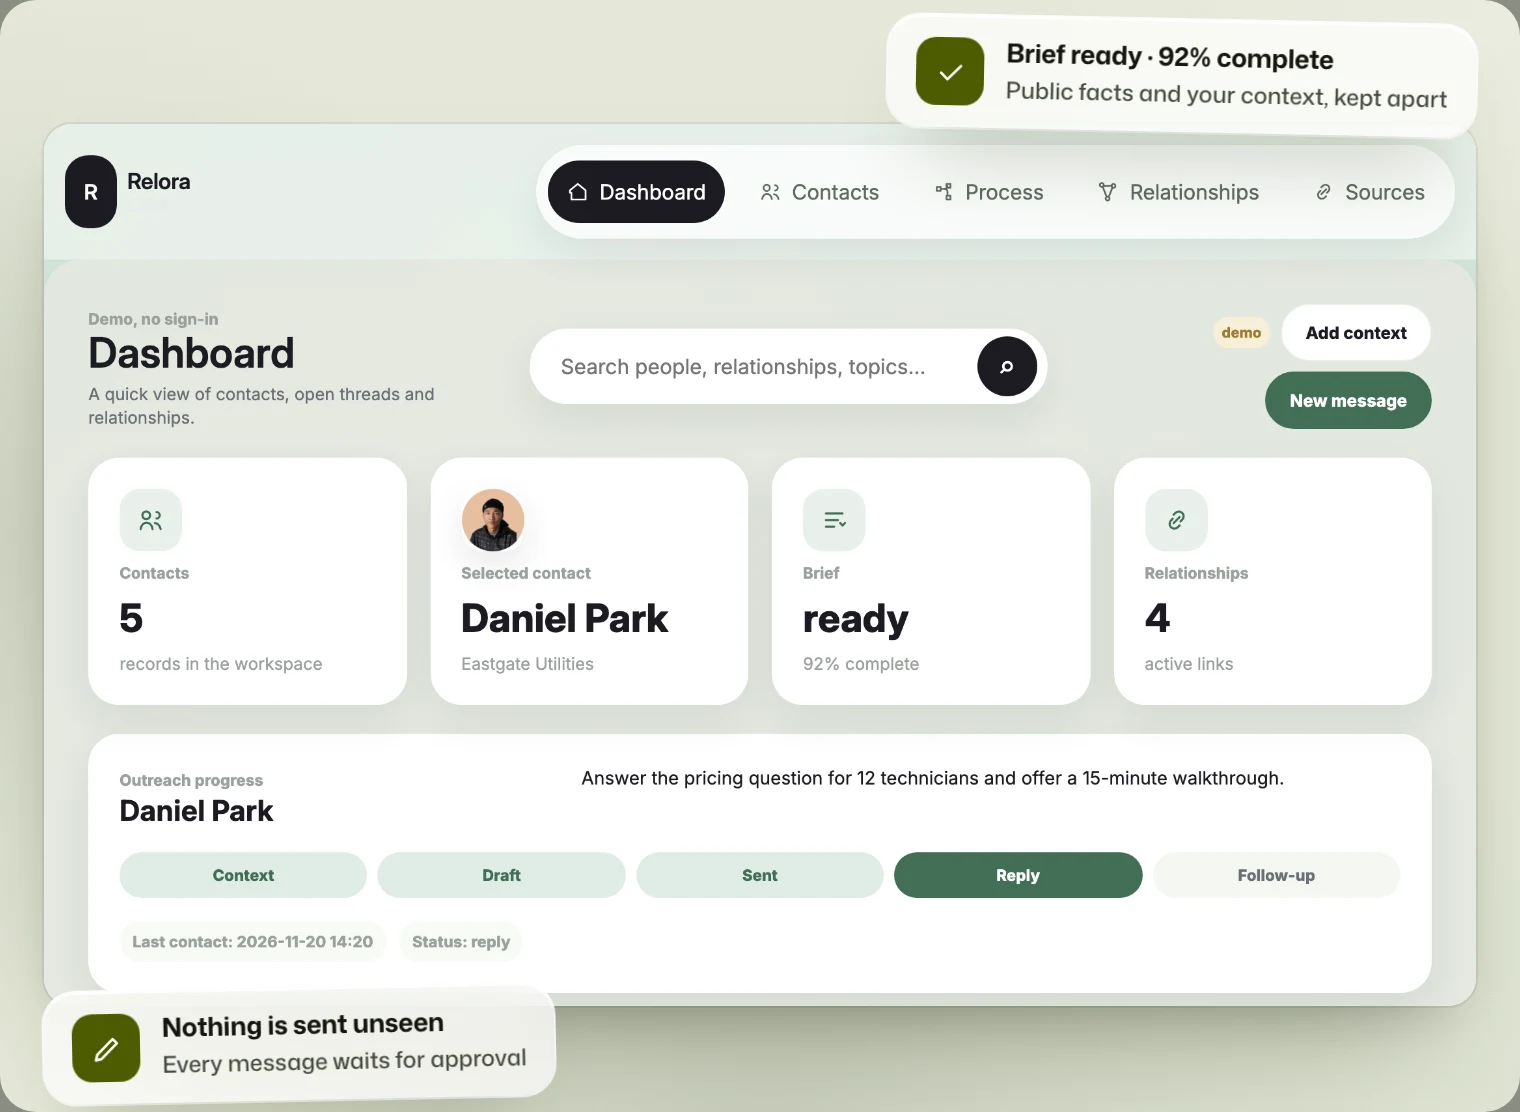 Brief ready · 92% complete
Public facts and your context, kept apart
R
Relora
Dashboard
Contacts
Process
Relationships
Sources
Demo, no sign-in
Dashboard
A quick view of contacts, open threads and
relationships.
Search people, relationships, topics...
demo
Add context
New message
Contacts
5
records in the workspace
Selected contact
Daniel Park
Eastgate Utilities
Brief
ready
92% complete
Relationships
4
active links
Outreach progress
Daniel Park
Answer the pricing question for 12 technicians and offer a 15-minute walkthrough.
Context
Draft
Sent
Reply
Follow-up
Last contact: 2026-11-20 14:20
Status: reply
Nothing is sent unseen
Every message waits for approval